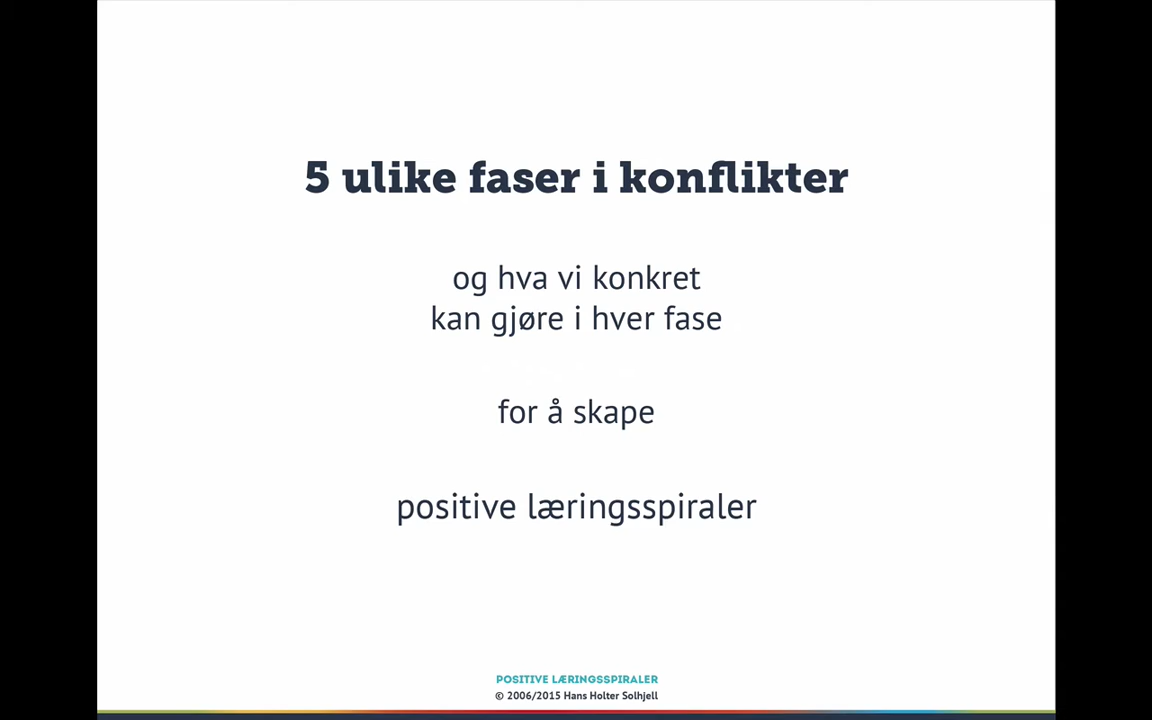 5 ulike faser i konflikter
og hva vi konkret
kan gjøre i hver fase
for å skape
positive læringsspiraler
POSITIVE LÆRINGSSPIRALER
© 2006/2015 Hans Holter Solhjell